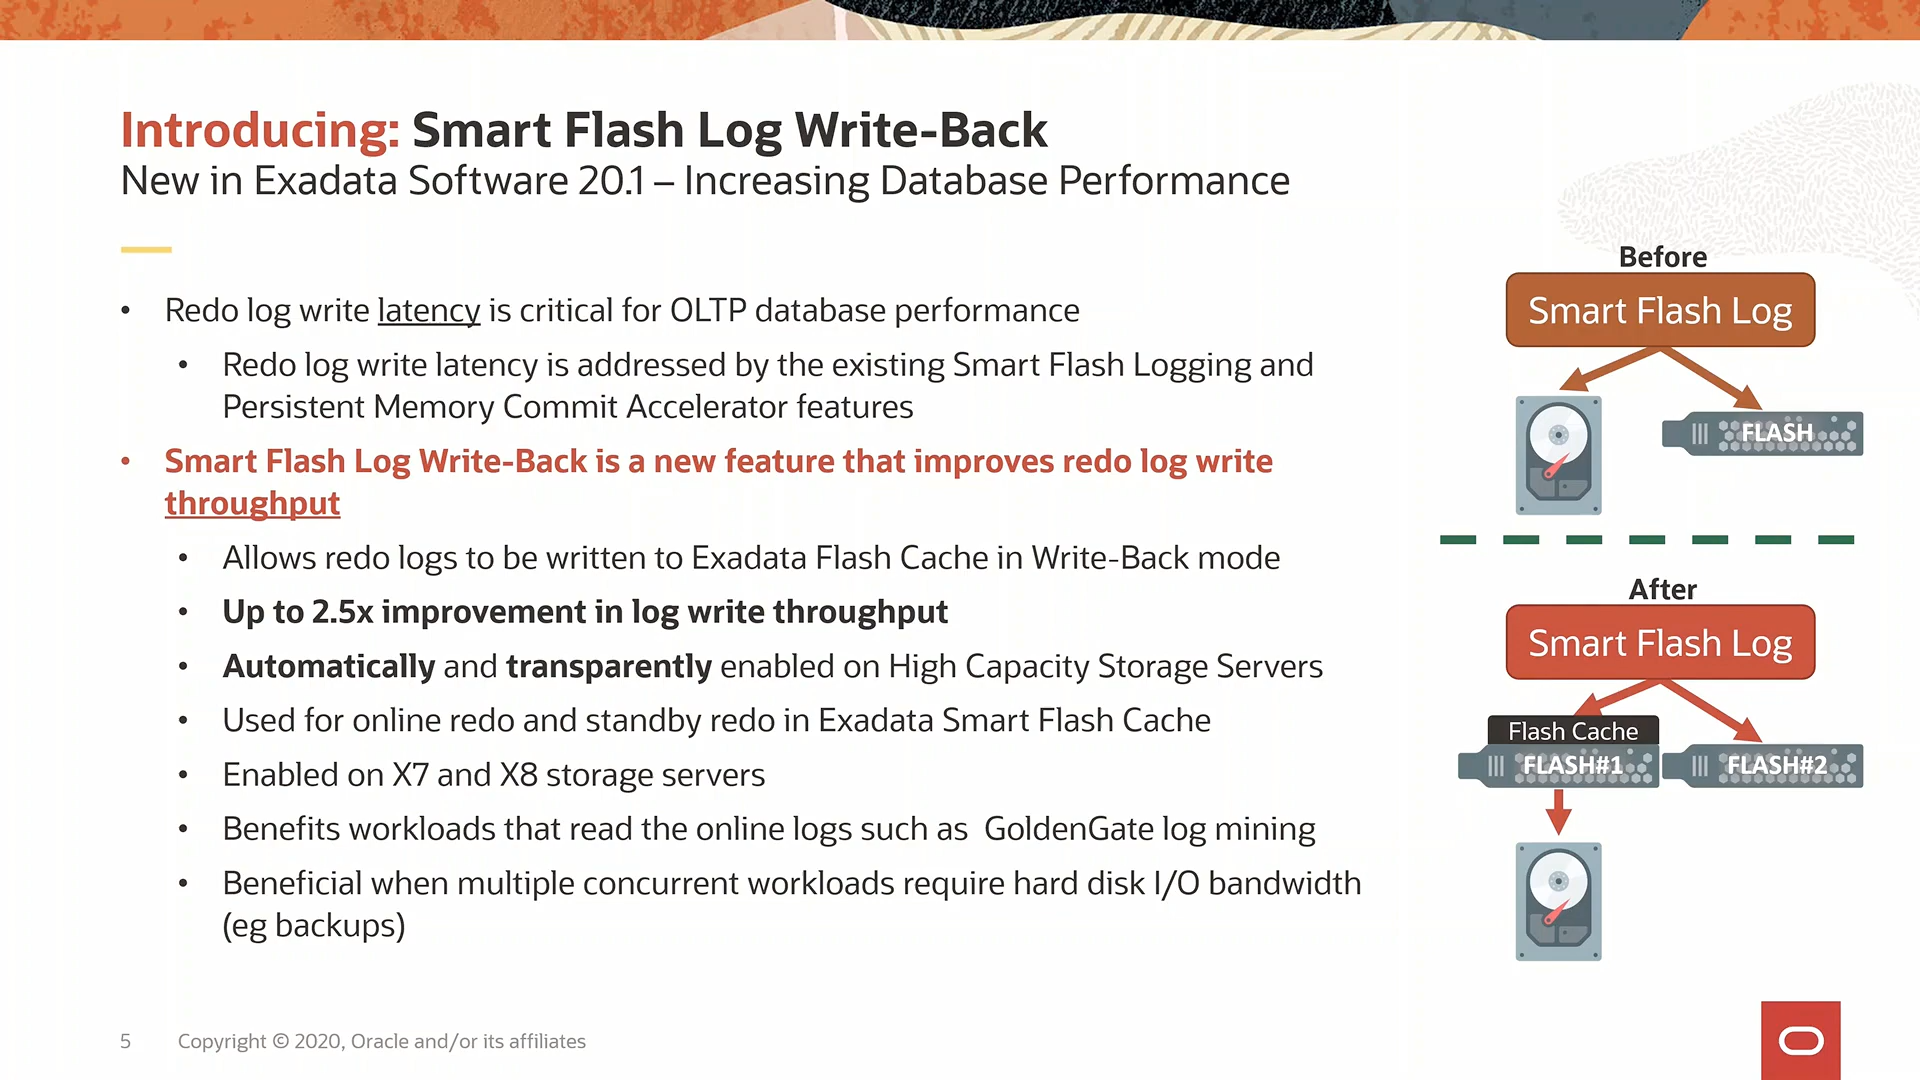 Introducing: Smart Flash Log Write-Back
New in Exadata Software 20.1 – Increasing Database Performance
• Redo log write latency is critical for OLTP database performance
• Redo log write latency is addressed by the existing Smart Flash Logging and
Persistent Memory Commit Accelerator features
• Smart Flash Log Write-Back is a new feature that improves redo log write
throughput
• Allows redo logs to be written to Exadata Flash Cache in Write-Back mode
• Up to 2.5x improvement in log write throughput
• Automatically and transparently enabled on High Capacity Storage Servers
• Used for online redo and standby redo in Exadata Smart Flash Cache
• Enabled on X7 and X8 storage servers
• Benefits workloads that read the online logs such as  GoldenGate log mining
• Beneficial when multiple concurrent workloads require hard disk I/O bandwidth
(eg backups)
Before
Smart Flash Log
FLASH
After
Smart Flash Log
Flash Cache
FLASH#1
FLASH#2
5
Copyright © 2020, Oracle and/or its affiliates